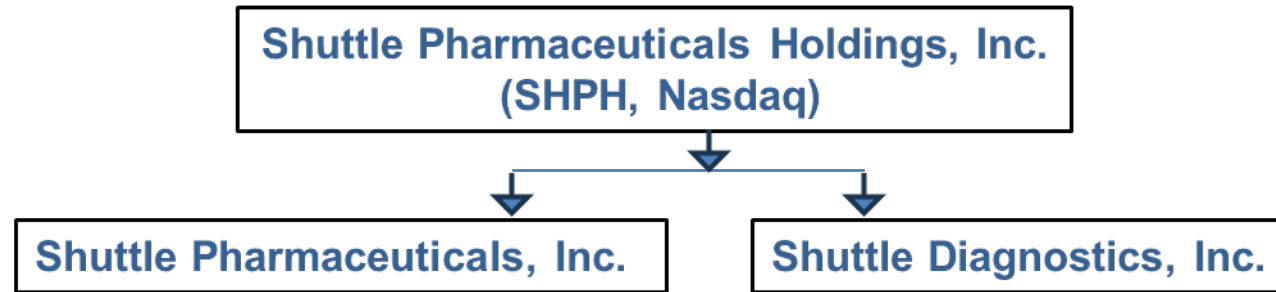 Shuttle Pharmaceuticals Holdings, Inc.
(SHPH, Nasdaq)
Shuttle Pharmaceuticals, Inc.
Shuttle Diagnostics, Inc.